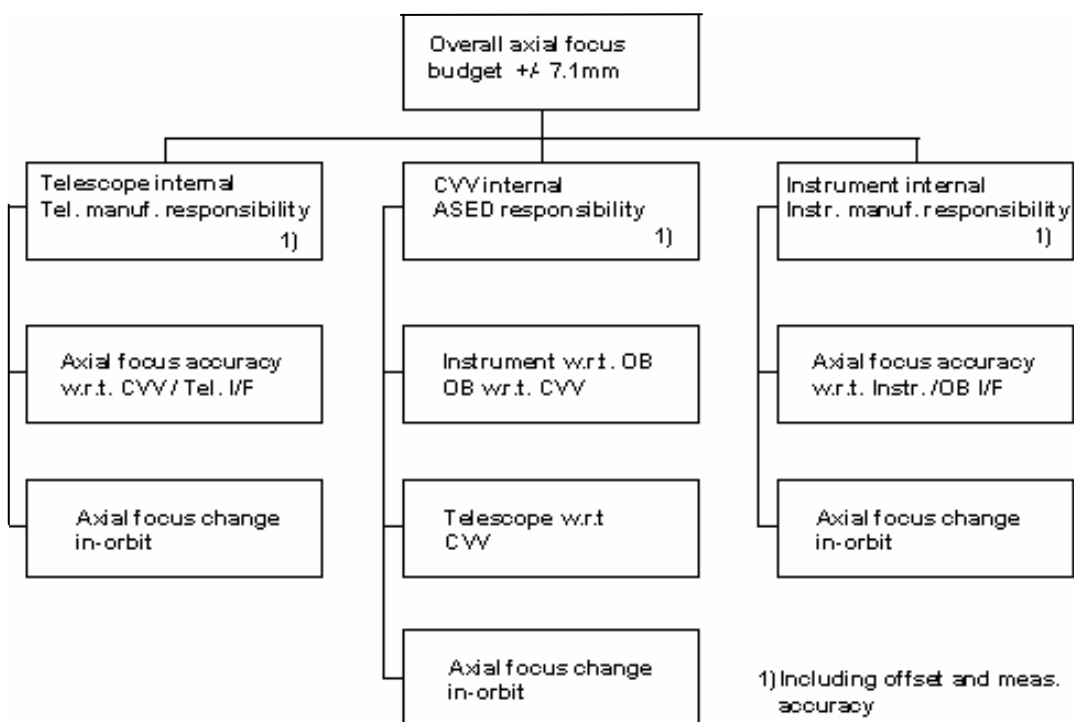 Overall axial focus
budget +/- 7.1mm
Telescope internal
Tel. manuf. responsibility
1)
CVV internal
ASED responsibility
1)
Instrument internal
Instr. manuf. responsibility
1)
Axial focus accuracy
w.r.t. CVV / Tel. I/F
Instrument w.r.t. OB
OB w.r.t. CVV
Axial focus accuracy
w.r.t. Instr. /OB I/F
Axial focus change
in-orbit
Telescope w.r.t
CVV
Axial focus change
in-orbit
Axial focus change
in-orbit
1) Including offset and meas.
accuracy